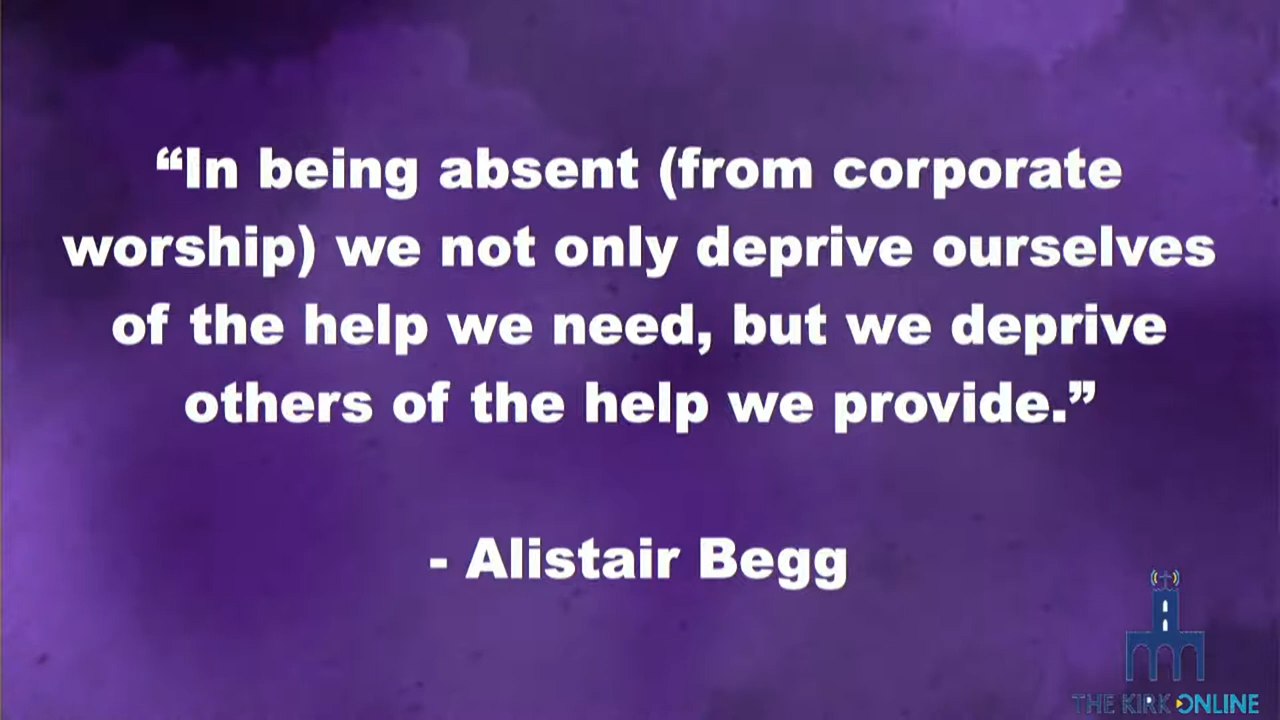 “In being absent (from corporate
worship) we not only deprive ourselves
of the help we need, but we deprive
others of the help we provide.”
- Alistair Begg
THE KIRK ONLINE